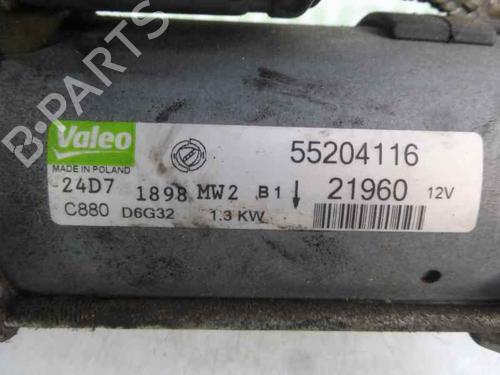 B-PARTS
Valeo
MADE IN POLAND
55204116
24D7 1898 MW2 B1 21960 12V
C880 D6G32 1.3 KW